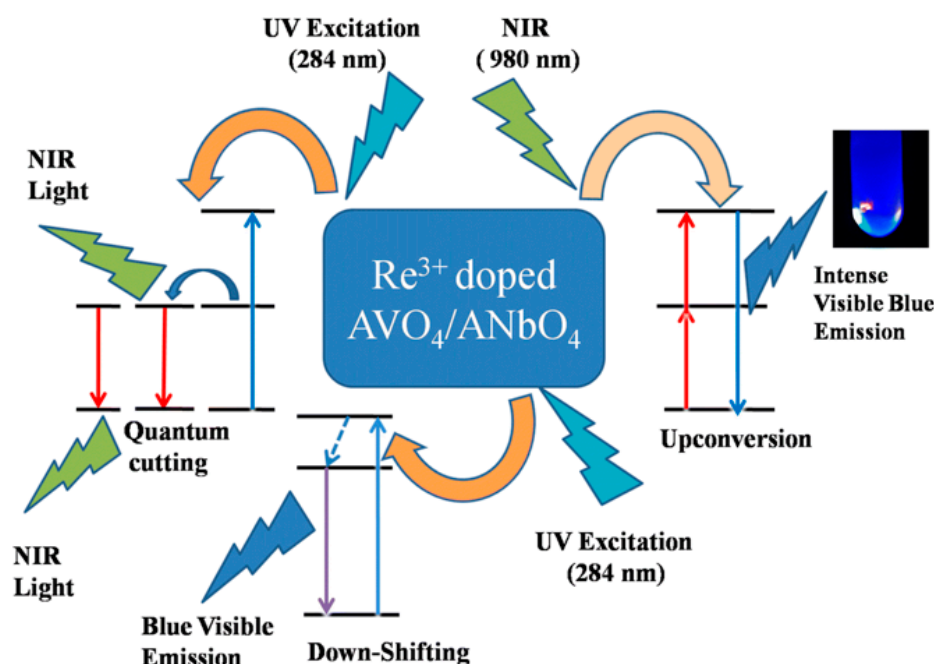 UV Excitation
(284 nm)
NIR
( 980 nm)
NIR
Light
Re³⁺ doped
AVO₄/ANbO₄
Intense
Visible Blue
Emission
Quantum
cutting
Upconversion
NIR
Light
UV Excitation
(284 nm)
Blue Visible
Emission
Down-Shifting